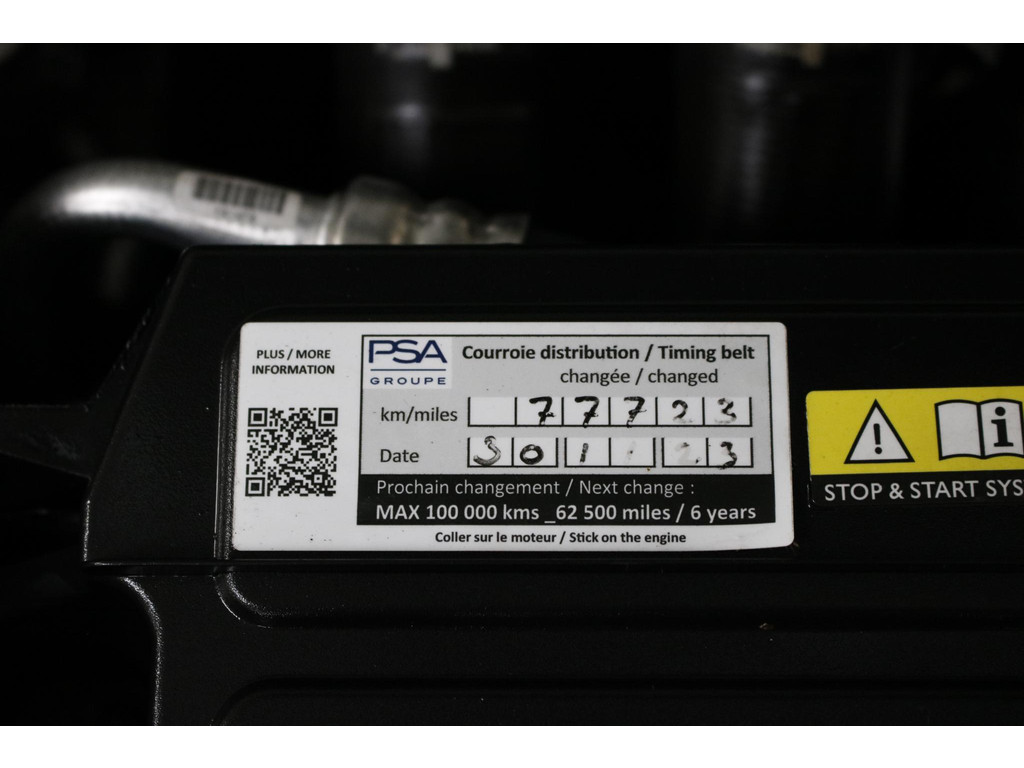 PLUS / MORE
INFORMATION
PSA
GROUPE
Courroie distribution / Timing belt
changée / changed
km/miles 77723
Date 30 1 23
Prochain changement / Next change :
MAX 100 000 kms _62 500 miles / 6 years
Coller sur le moteur / Stick on the engine
STOP & START SYS